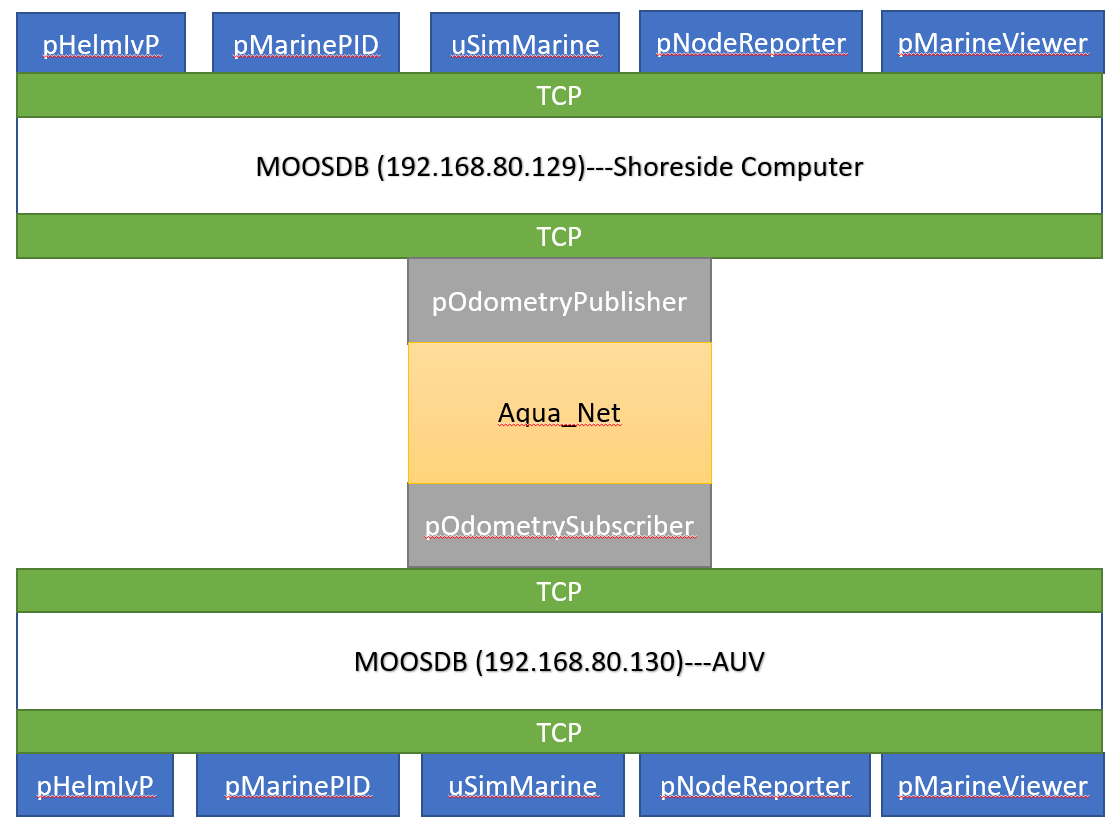 pHelmIvP pMarinePID uSimMarine pNodeReporter pMarineViewer
TCP
MOOSDB (192.168.80.129)---Shoreside Computer
TCP
pOdometryPublisher
Aqua_Net
pOdometrySubscriber
TCP
MOOSDB (192.168.80.130)---AUV
TCP
pHelmIvP pMarinePID uSimMarine pNodeReporter pMarineViewer